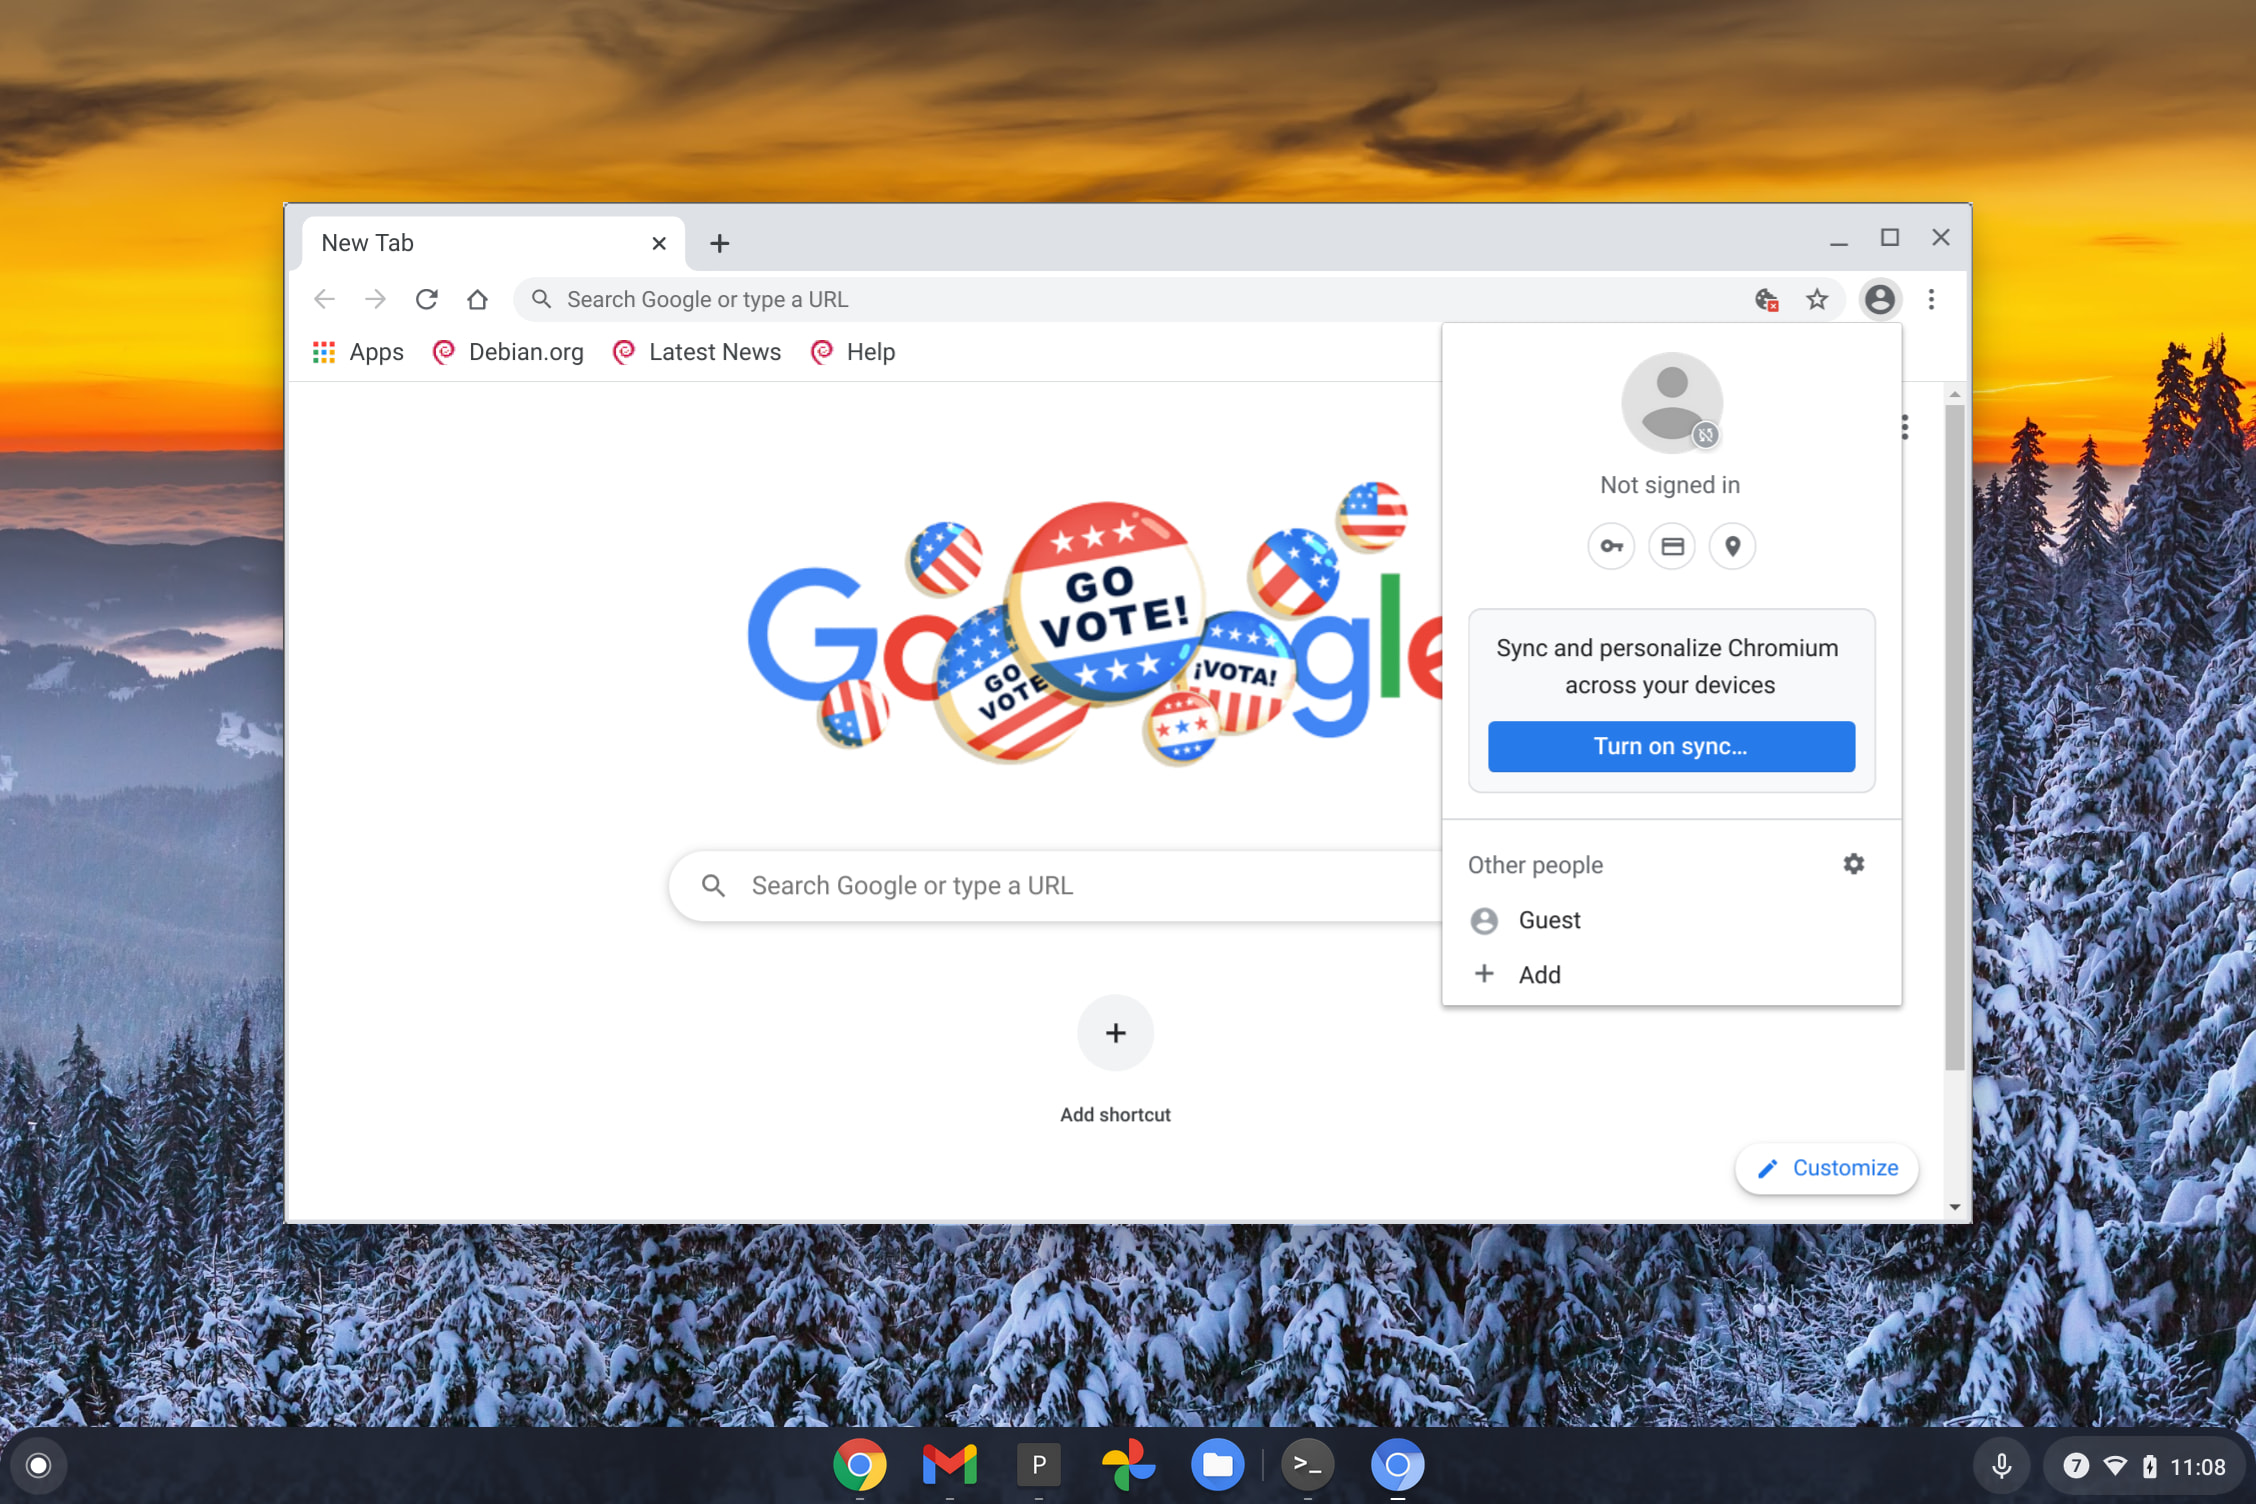 New Tab
Search Google or type a URL
Apps Debian.org Latest News Help
Not signed in
Google
GO VOTE!
GO VOTE
¡VOTA!
Sync and personalize Chromium
across your devices
Turn on sync...
Search Google or type a URL
Other people
Guest
Add
Add shortcut
Customize
P
>_
7
11:08